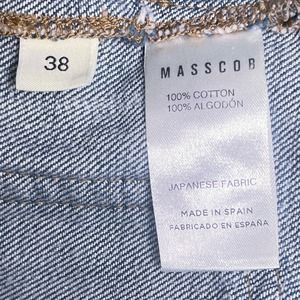 38
MASSCOB
100% COTTON
100% ALGODÓN
JAPANESE FABRIC
MADE IN SPAIN
FABRICADO EN ESPAÑA